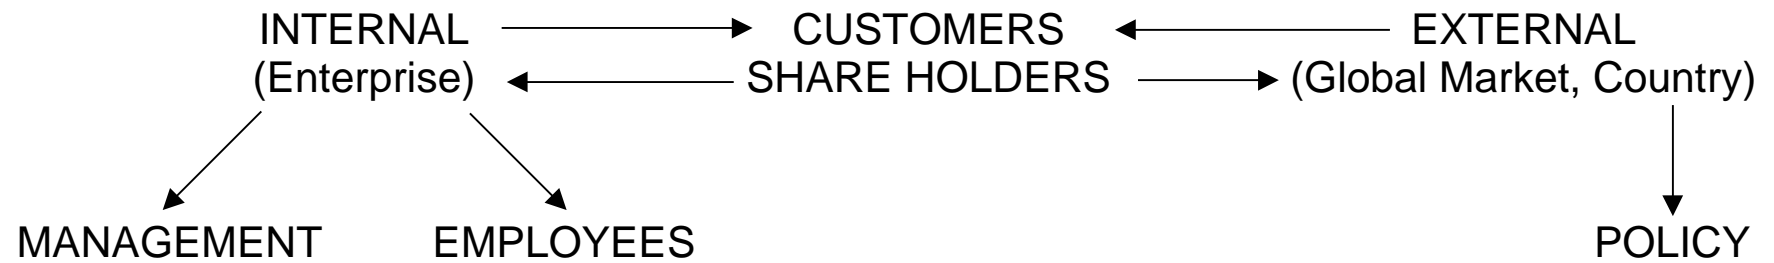 INTERNAL CUSTOMERS EXTERNAL
(Enterprise) SHARE HOLDERS (Global Market, Country)
MANAGEMENT EMPLOYEES POLICY